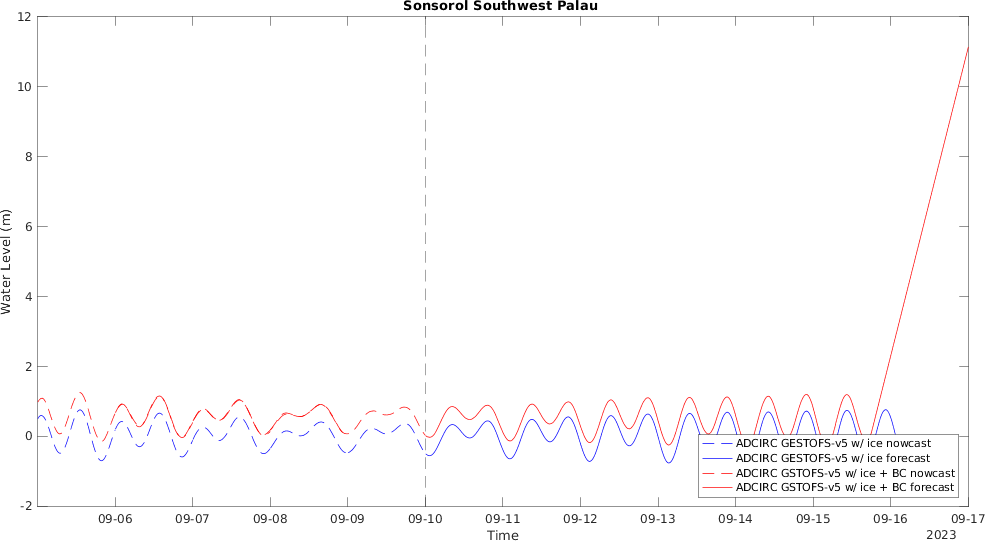 Sonsorol Southwest Palau
12
10
8
6
4
2
0
-2
Water Level (m)
ADCIRC GESTOFS-v5 w/ ice nowcast
ADCIRC GESTOFS-v5 w/ ice forecast
ADCIRC GSTOFS-v5 w/ ice + BC nowcast
ADCIRC GSTOFS-v5 w/ ice + BC forecast
09-06 09-07 09-08 09-09 09-10 09-11 09-12 09-13 09-14 09-15 09-16 09-17
Time
2023